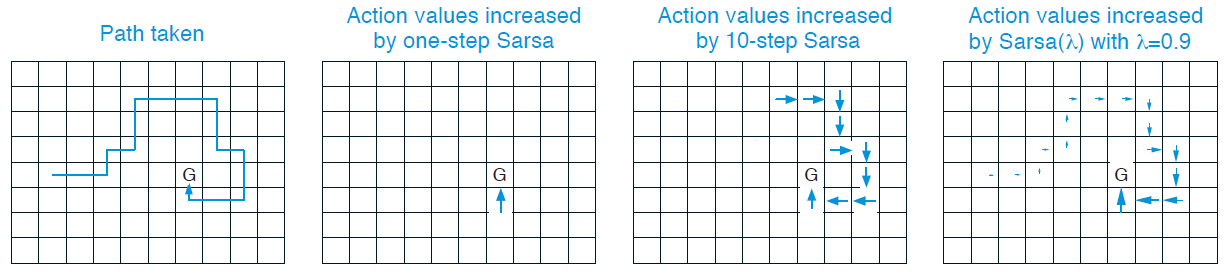 Path taken
Action values increased
by one-step Sarsa
Action values increased
by 10-step Sarsa
Action values increased
by Sarsa(λ) with λ=0.9
G
G
G
G